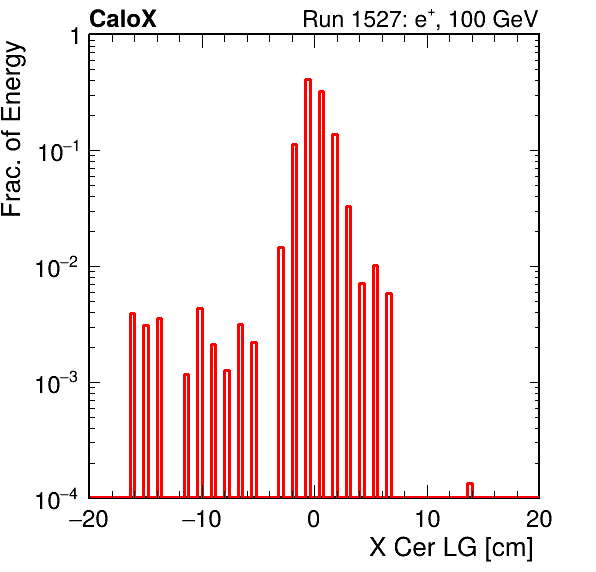 CaloX Run 1527: e⁺, 100 GeV
Frac. of Energy
1
10⁻¹
10⁻²
10⁻³
10⁻⁴
−20 −10 0 10 20
X Cer LG [cm]